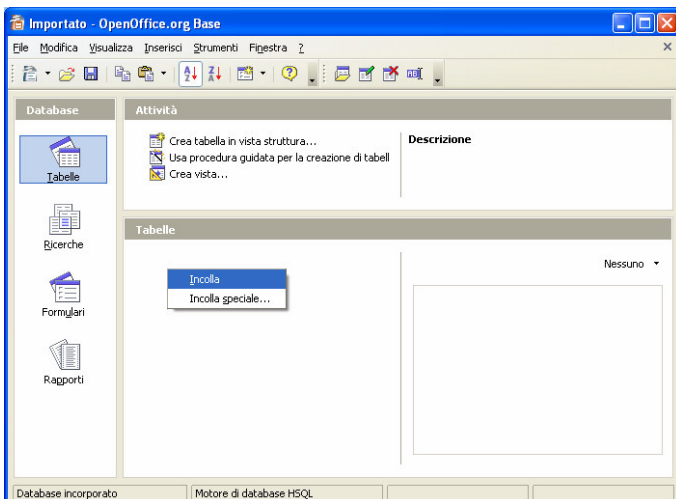 Importato - OpenOffice.org Base
File Modifica Visualizza Inserisci Strumenti Finestra ?
Database
Attività
Tabelle
Ricerche
Formulari
Rapporti
Crea tabella in vista struttura...
Usa procedura guidata per la creazione di tabell
Crea vista...
Descrizione
Tabelle
Incolla
Incolla speciale...
Nessuno
Database incorporato
Motore di database HSQL